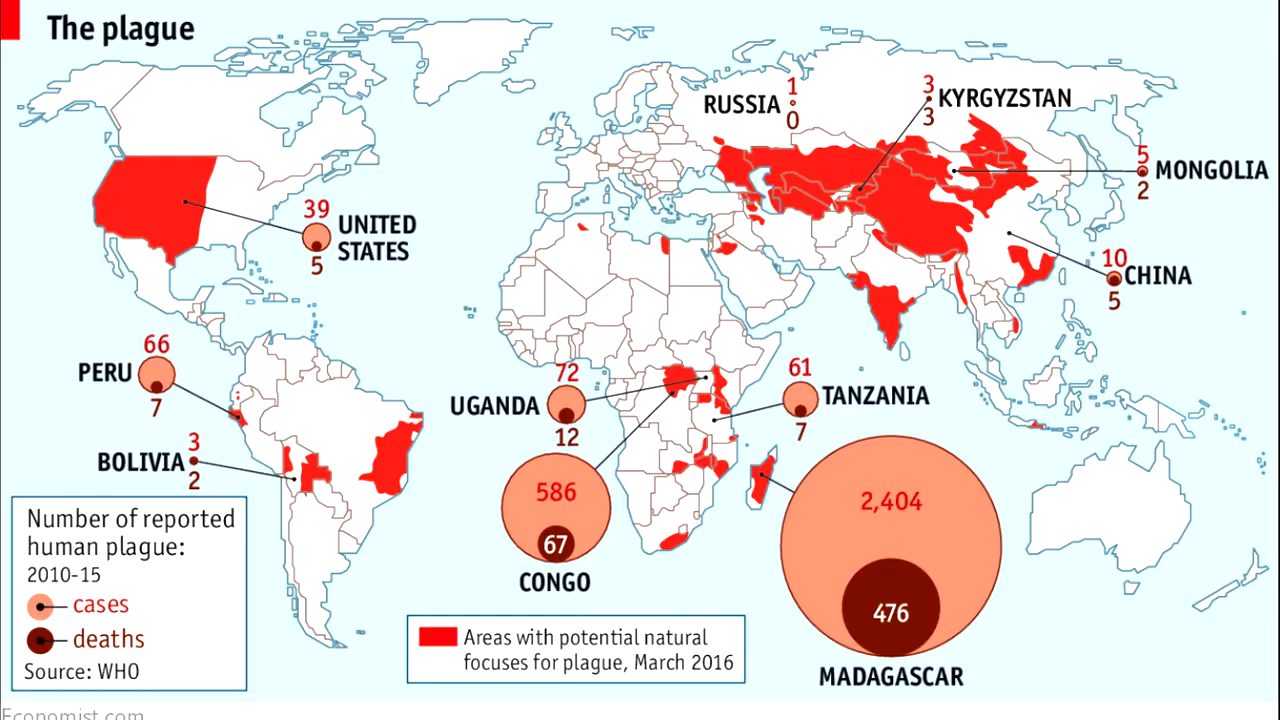 The plague
RUSSIA
1
0
3
3
KYRGYZSTAN
5
2
MONGOLIA
39
5
UNITED
STATES
10
5
CHINA
66
7
PERU
72
12
UGANDA
61
7
TANZANIA
3
2
BOLIVIA
586
67
CONGO
2,404
476
MADAGASCAR
Number of reported
human plague:
2010-15
cases
deaths
Source: WHO
Areas with potential natural
focuses for plague, March 2016
Economist.com